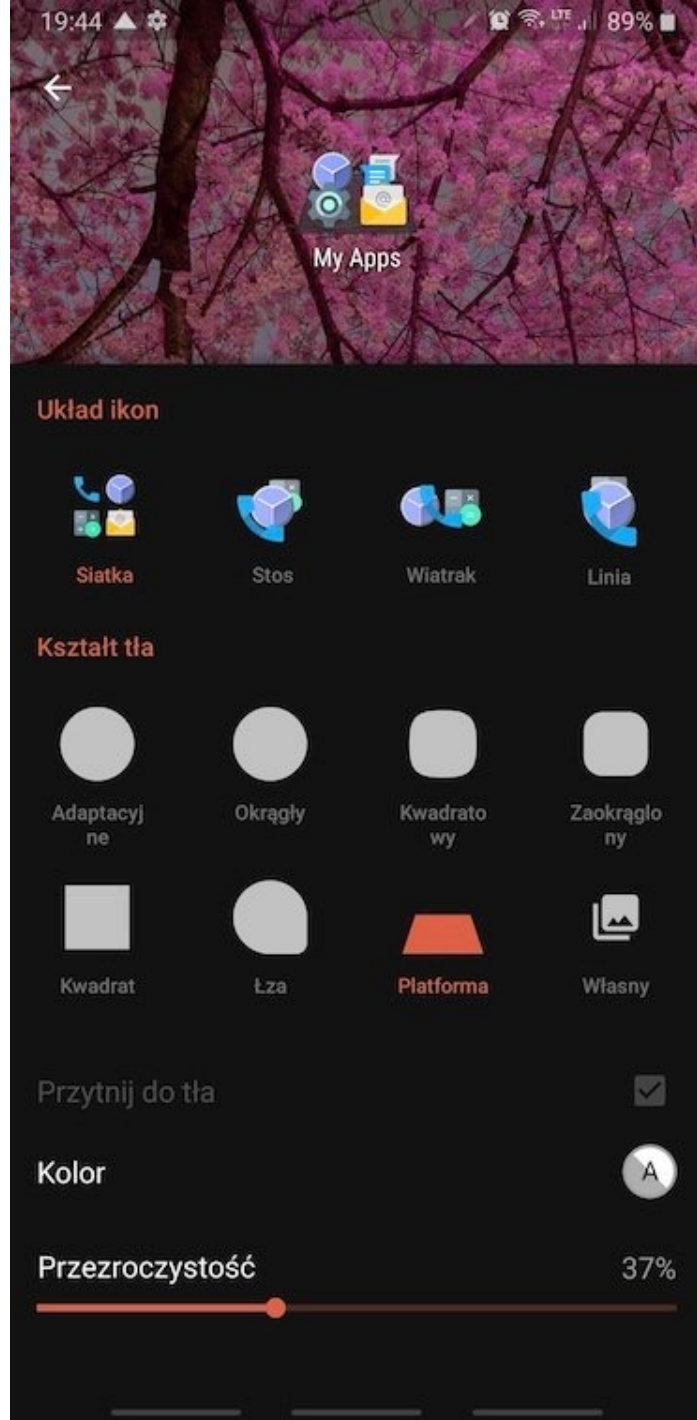 19:44 LTE 89%
My Apps
Układ ikon
Siatka Stos Wiatrak Linia
Kształt tła
Adaptacyj Okrągły Kwadrato Zaokrąglo
ne wy ny
Kwadrat Łza Platforma Własny
Przytnij do tła
Kolor A
Przezroczystość 37%